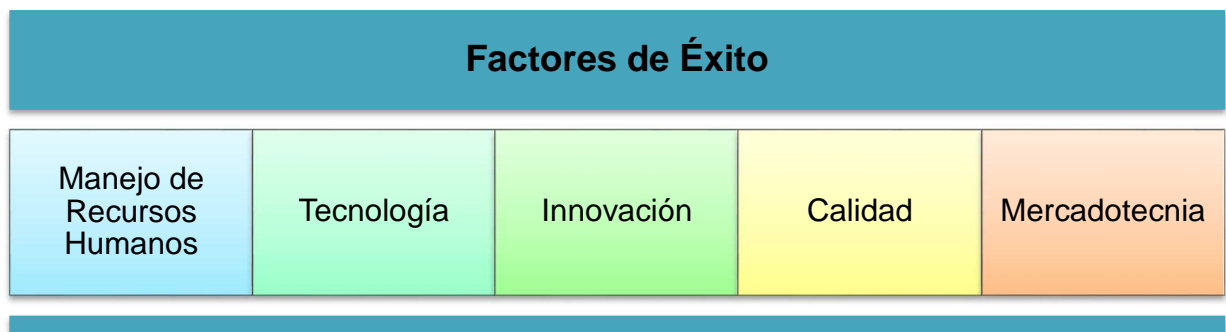 Factores de Éxito
Manejo de
Recursos
Humanos
Tecnología
Innovación
Calidad
Mercadotecnia